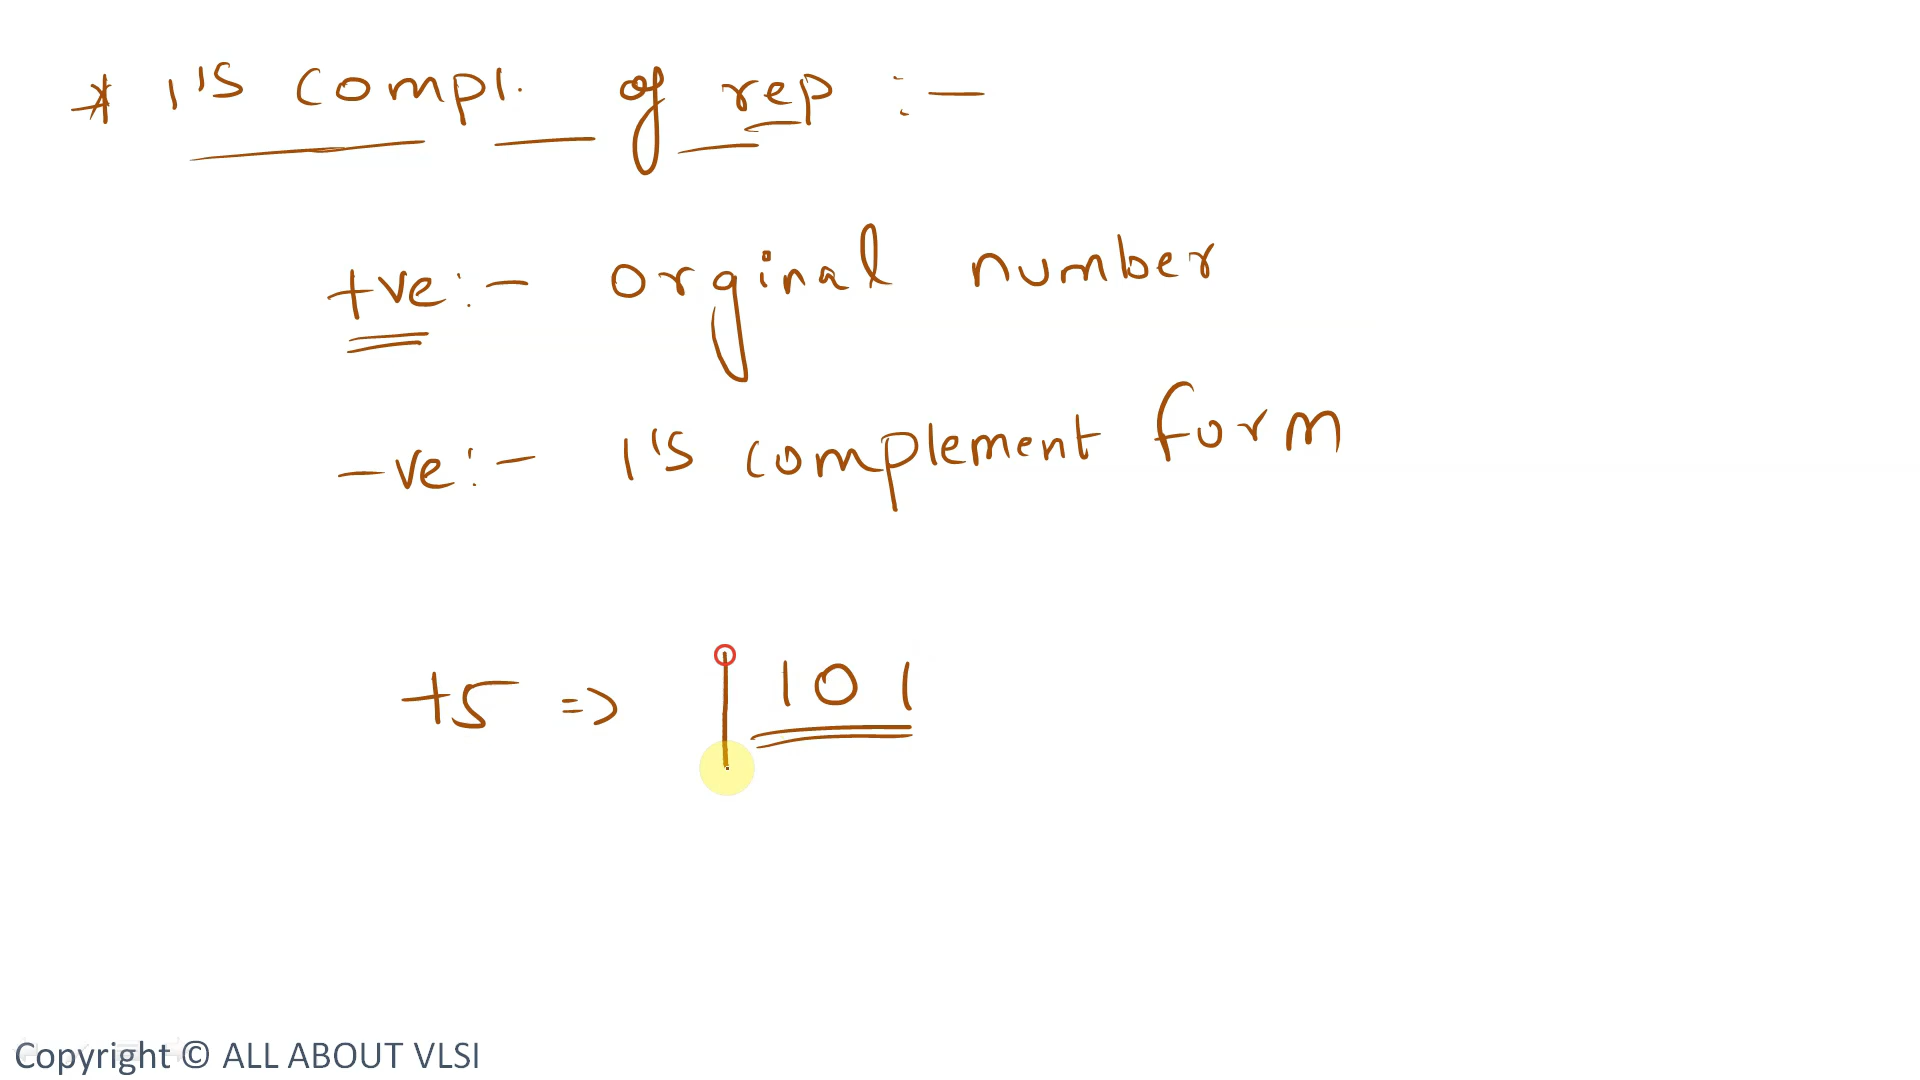 * 1's compl. of rep :-
+ve :- orginal number
-ve :- 1's complement form
+5 => | 101
Copyright © ALL ABOUT VLSI